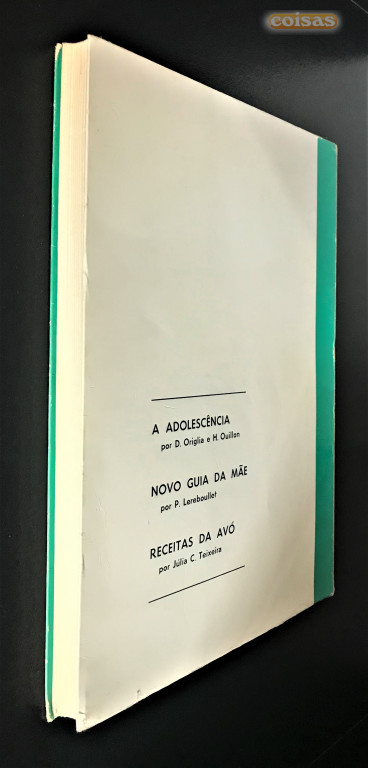 coisas
A ADOLESCÊNCIA
por D. Origlia e H. Ouillon
NOVO GUIA DA MÃE
por P. Lereboullet
RECEITAS DA AVÓ
por Júlia C. Teixeira